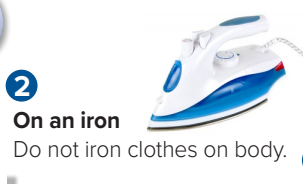 2
On an iron
Do not iron clothes on body.